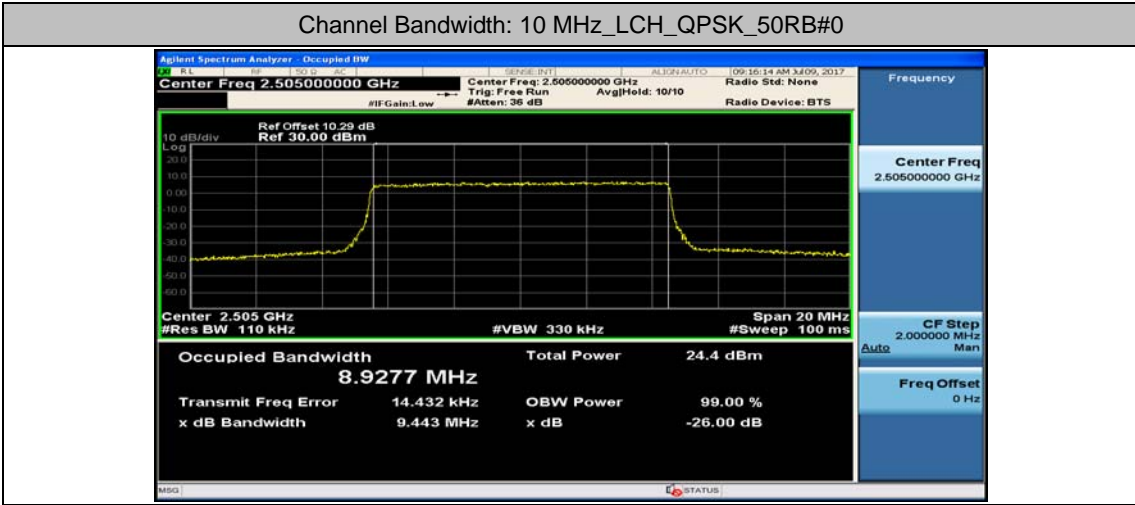 Channel Bandwidth: 10 MHz_LCH_QPSK_50RB#0
Agilent Spectrum Analyzer - Occupied BW
RL RF 50 Ω AC SENSE:INT ALIGNAUTO 09:16:14 AM Jul 09, 2017
Center Freq 2.505000000 GHz
Center Freq: 2.505000000 GHz
Radio Std: None
Trig: Free Run Avg|Hold: 10/10
#IFGain:Low #Atten: 36 dB Radio Device: BTS
Frequency
Ref Offset 10.29 dB
10 dB/div Ref 30.00 dBm
Log
20.0
10.0
0.00
-10.0
-20.0
-30.0
-40.0
-50.0
-60.0
Center 2.505 GHz Span 20 MHz
#Res BW 110 kHz #VBW 330 kHz #Sweep 100 ms
Center Freq
2.505000000 GHz
CF Step
2.000000 MHz
Auto Man
Freq Offset
0 Hz
Occupied Bandwidth Total Power 24.4 dBm
8.9277 MHz
Transmit Freq Error 14.432 kHz OBW Power 99.00 %
x dB Bandwidth 9.443 MHz x dB -26.00 dB
MSG STATUS